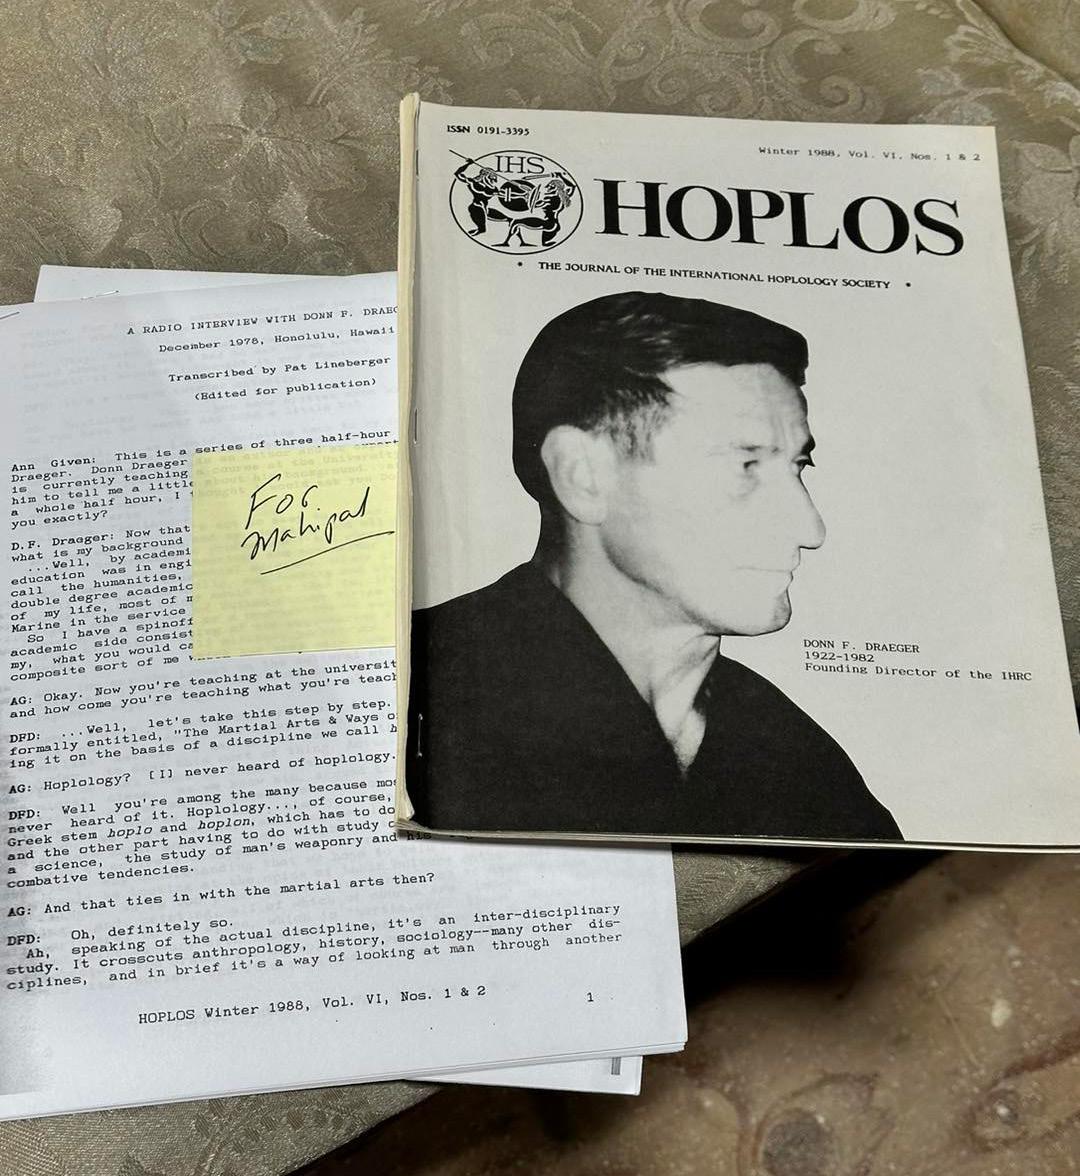 ISSN 0191-3395
Winter 1988, Vol. VI, Nos. 1 & 2
IHS
HOPLOS
• THE JOURNAL OF THE INTERNATIONAL HOPLOLOGY SOCIETY •
DONN F. DRAEGER
1922-1982
Founding Director of the IHRC
A RADIO INTERVIEW WITH DONN F. DRAEG
December 1978, Honolulu, Hawaii
Transcribed by Pat Lineberger
(Edited for publication)
Ann Given: This is a series of three half-hour
Draeger. Donn Draeger
is currently teaching a course at the Universit
him to tell me a little about his background.
a whole half hour, I thought
you exactly?
D.F. Draeger: Now that
what is my background
...Well, by academi
education was in engi
call the humanities,
double degree academic
of my life, most of m
Marine in the service
So I have a spinoff
academic side consist
my, what you would ca
composite sort of me
For
Mahipal
AG: Okay. Now you're teaching at the universit
and how come you're teaching what you're teach
DFD: ...Well, let's take this step by step.
formally entitled, "The Martial Arts & Ways o
ing it on the basis of a discipline we call h
AG: Hoplology? [I] never heard of hoplology.
DFD: Well you're among the many because mos
never heard of it. Hoplology..., of course,
Greek stem hoplo and hoplon, which has to do
and the other part having to do with study o
a science, the study of man's weaponry and his
combative tendencies.
AG: And that ties in with the martial arts then?
DFD: Oh, definitely so.
Ah, speaking of the actual discipline, it's an inter-disciplinary
study. It crosscuts anthropology, history, sociology--many other dis-
ciplines, and in brief it's a way of looking at man through another
HOPLOS Winter 1988, Vol. VI, Nos. 1 & 2 1